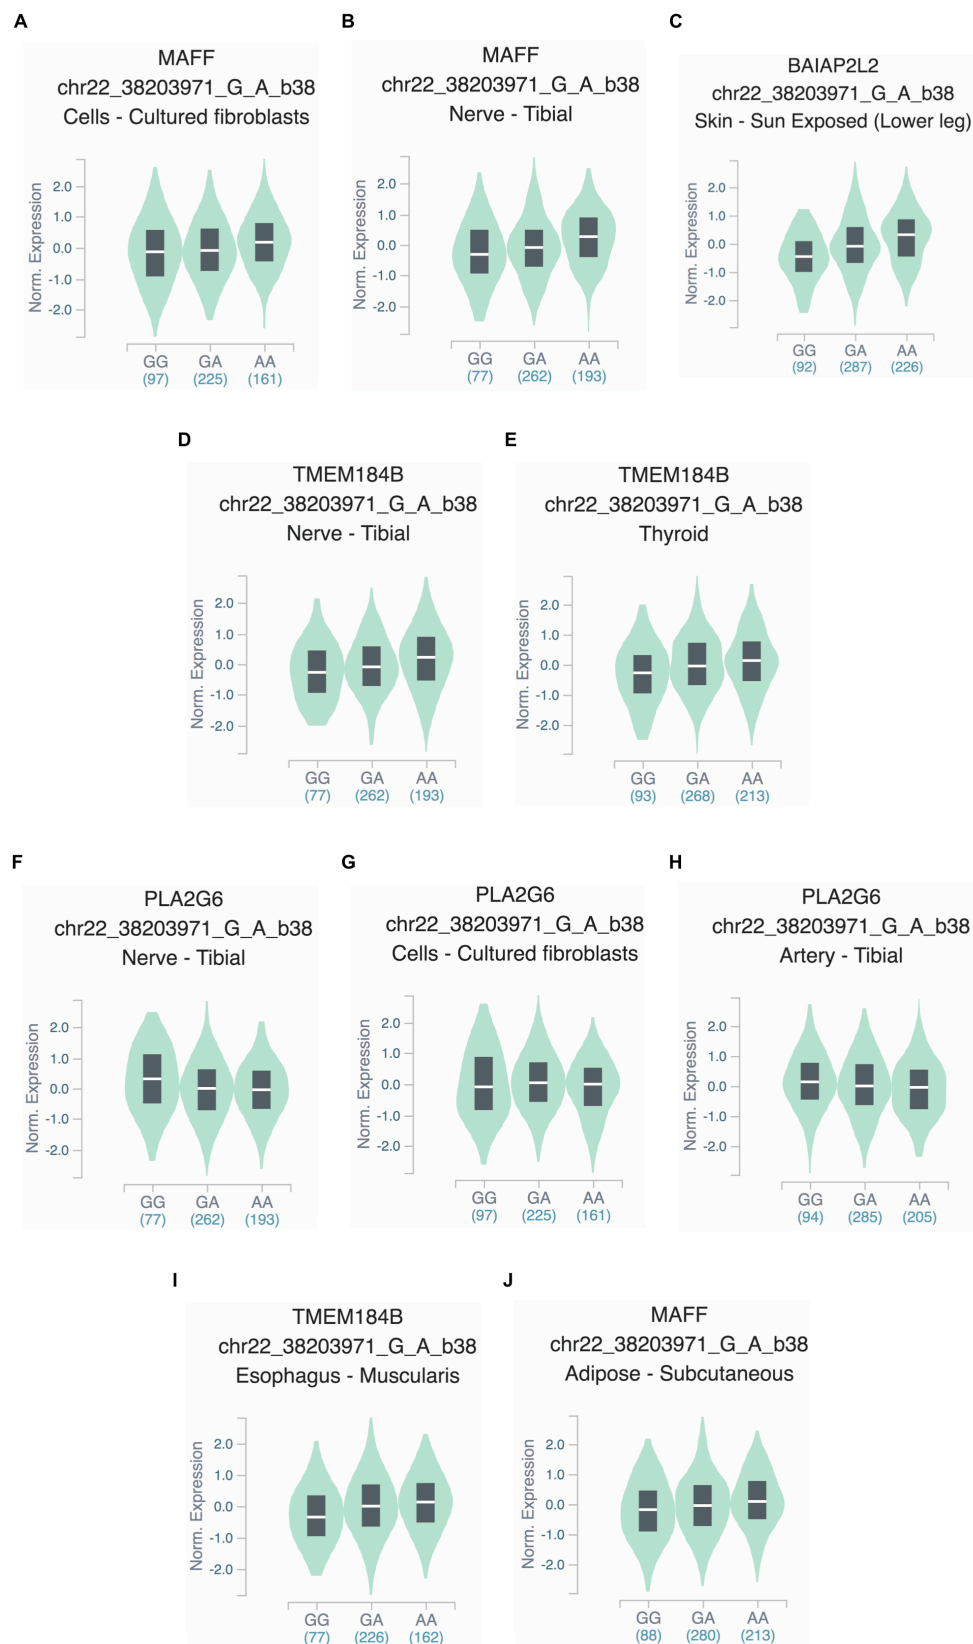 A
MAFF
chr22_38203971_G_A_b38
Cells - Cultured fibroblasts
Norm. Expression
2.0
1.0
0.0
-1.0
-2.0
GG GA AA
(97) (225) (161)
B
MAFF
chr22_38203971_G_A_b38
Nerve - Tibial
Norm. Expression
2.0
1.0
0.0
-1.0
-2.0
GG GA AA
(77) (262) (193)
C
BAIAP2L2
chr22_38203971_G_A_b38
Skin - Sun Exposed (Lower leg)
Norm. Expression
2.0
1.0
0.0
-1.0
-2.0
GG GA AA
(92) (287) (226)
D
TMEM184B
chr22_38203971_G_A_b38
Nerve - Tibial
Norm. Expression
2.0
1.0
0.0
-1.0
-2.0
GG GA AA
(77) (262) (193)
E
TMEM184B
chr22_38203971_G_A_b38
Thyroid
Norm. Expression
2.0
1.0
0.0
-1.0
-2.0
GG GA AA
(93) (268) (213)
F
PLA2G6
chr22_38203971_G_A_b38
Nerve - Tibial
Norm. Expression
2.0
1.0
0.0
-1.0
-2.0
GG GA AA
(77) (262) (193)
G
PLA2G6
chr22_38203971_G_A_b38
Cells - Cultured fibroblasts
Norm. Expression
2.0
1.0
0.0
-1.0
-2.0
GG GA AA
(97) (225) (161)
H
PLA2G6
chr22_38203971_G_A_b38
Artery - Tibial
Norm. Expression
2.0
1.0
0.0
-1.0
-2.0
GG GA AA
(94) (285) (205)
I
TMEM184B
chr22_38203971_G_A_b38
Esophagus - Muscularis
Norm. Expression
2.0
1.0
0.0
-1.0
-2.0
GG GA AA
(77) (226) (162)
J
MAFF
chr22_38203971_G_A_b38
Adipose - Subcutaneous
Norm. Expression
2.0
1.0
0.0
-1.0
-2.0
GG GA AA
(88) (280) (213)